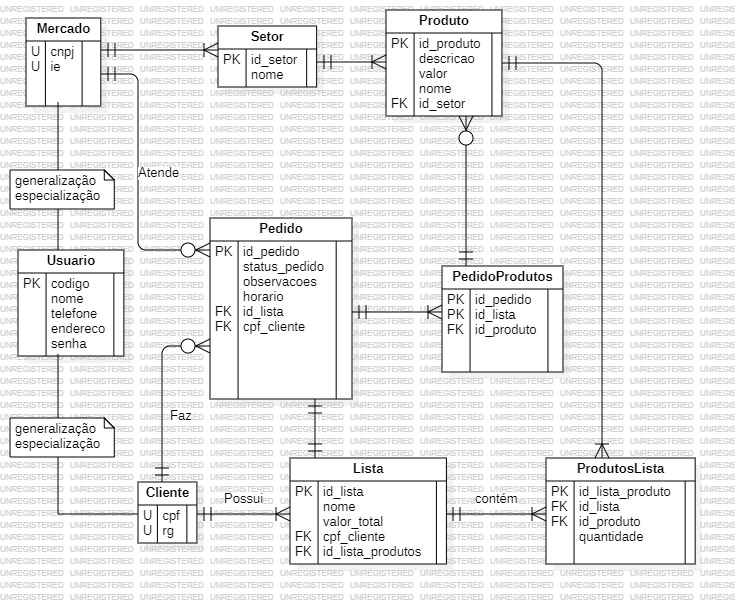 Mercado
U cnpj
U ie
Setor
PK id_setor
nome
Produto
PK id_produto
descricao
valor
nome
FK id_setor
Atende
generalização
especialização
Usuario
PK codigo
nome
telefone
endereco
senha
Pedido
PK id_pedido
status_pedido
observacoes
horario
FK id_lista
FK cpf_cliente
PedidoProdutos
PK id_pedido
PK id_lista
FK id_produto
generalização
especialização
Faz
Cliente
U cpf
U rg
Possui
Lista
PK id_lista
nome
valor_total
FK cpf_cliente
FK id_lista_produtos
contém
ProdutosLista
PK id_lista_produto
FK id_lista
FK id_produto
quantidade
UNREGISTERED